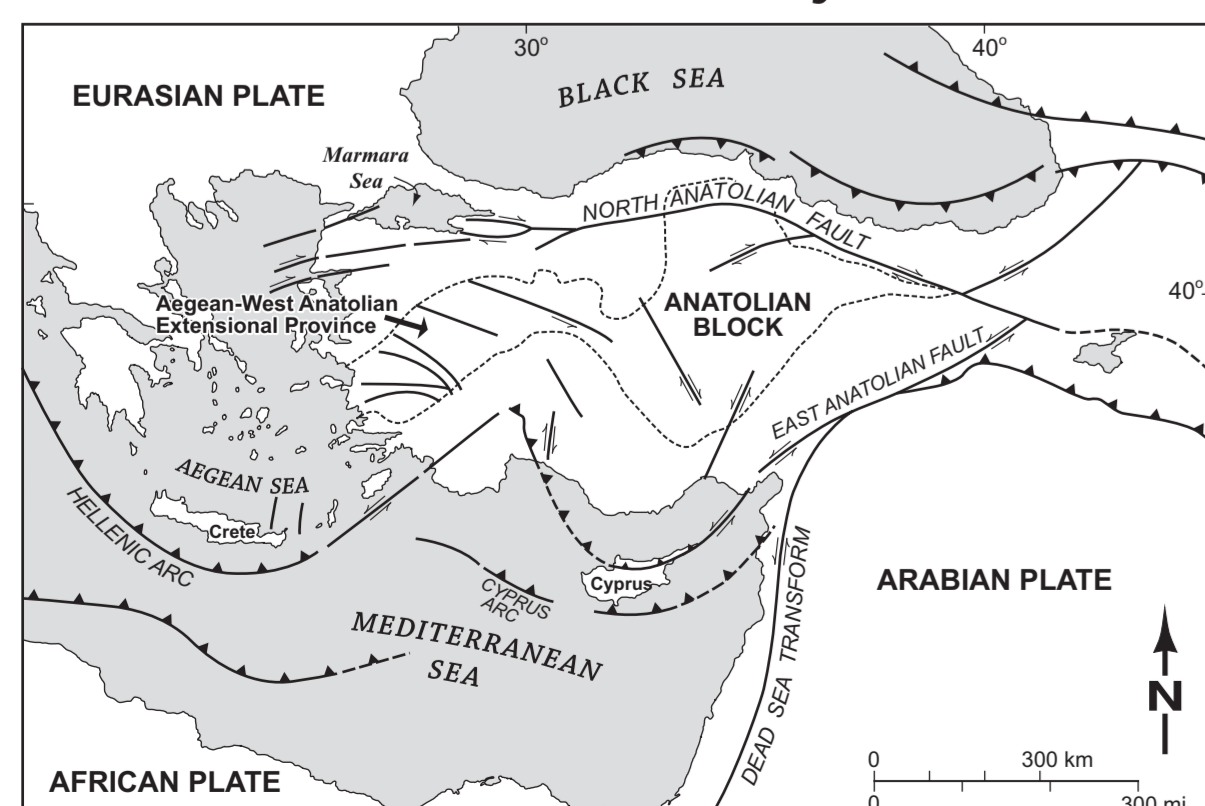 30°
40°
EURASIAN PLATE
BLACK SEA
Marmara
Sea
NORTH ANATOLIAN FAULT
40°
Aegean-West Anatolian
Extensional Province
ANATOLIAN
BLOCK
EAST ANATOLIAN FAULT
AEGEAN SEA
HELLENIC ARC
Crete
Cyprus
CYPRUS
ARC
ARABIAN PLATE
MEDITERRANEAN
SEA
DEAD SEA TRANSFORM
N
AFRICAN PLATE
0
300 km
0
300 mi